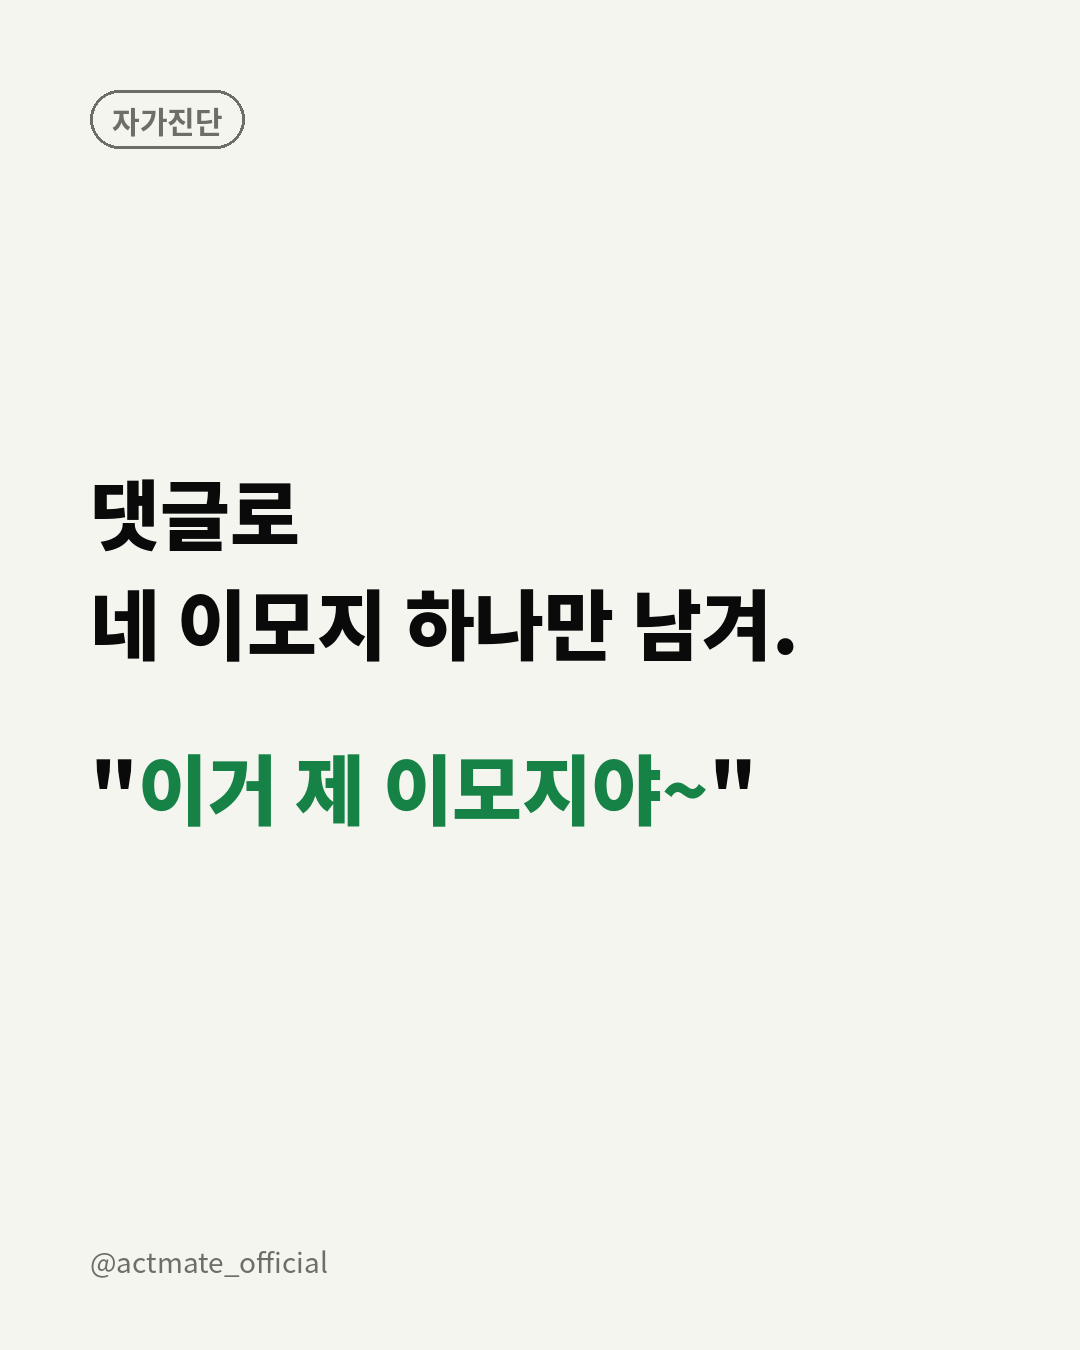 자가진단
댓글로
네 이모지 하나만 남겨.
"이거 제 이모지야~"
@actmate_official